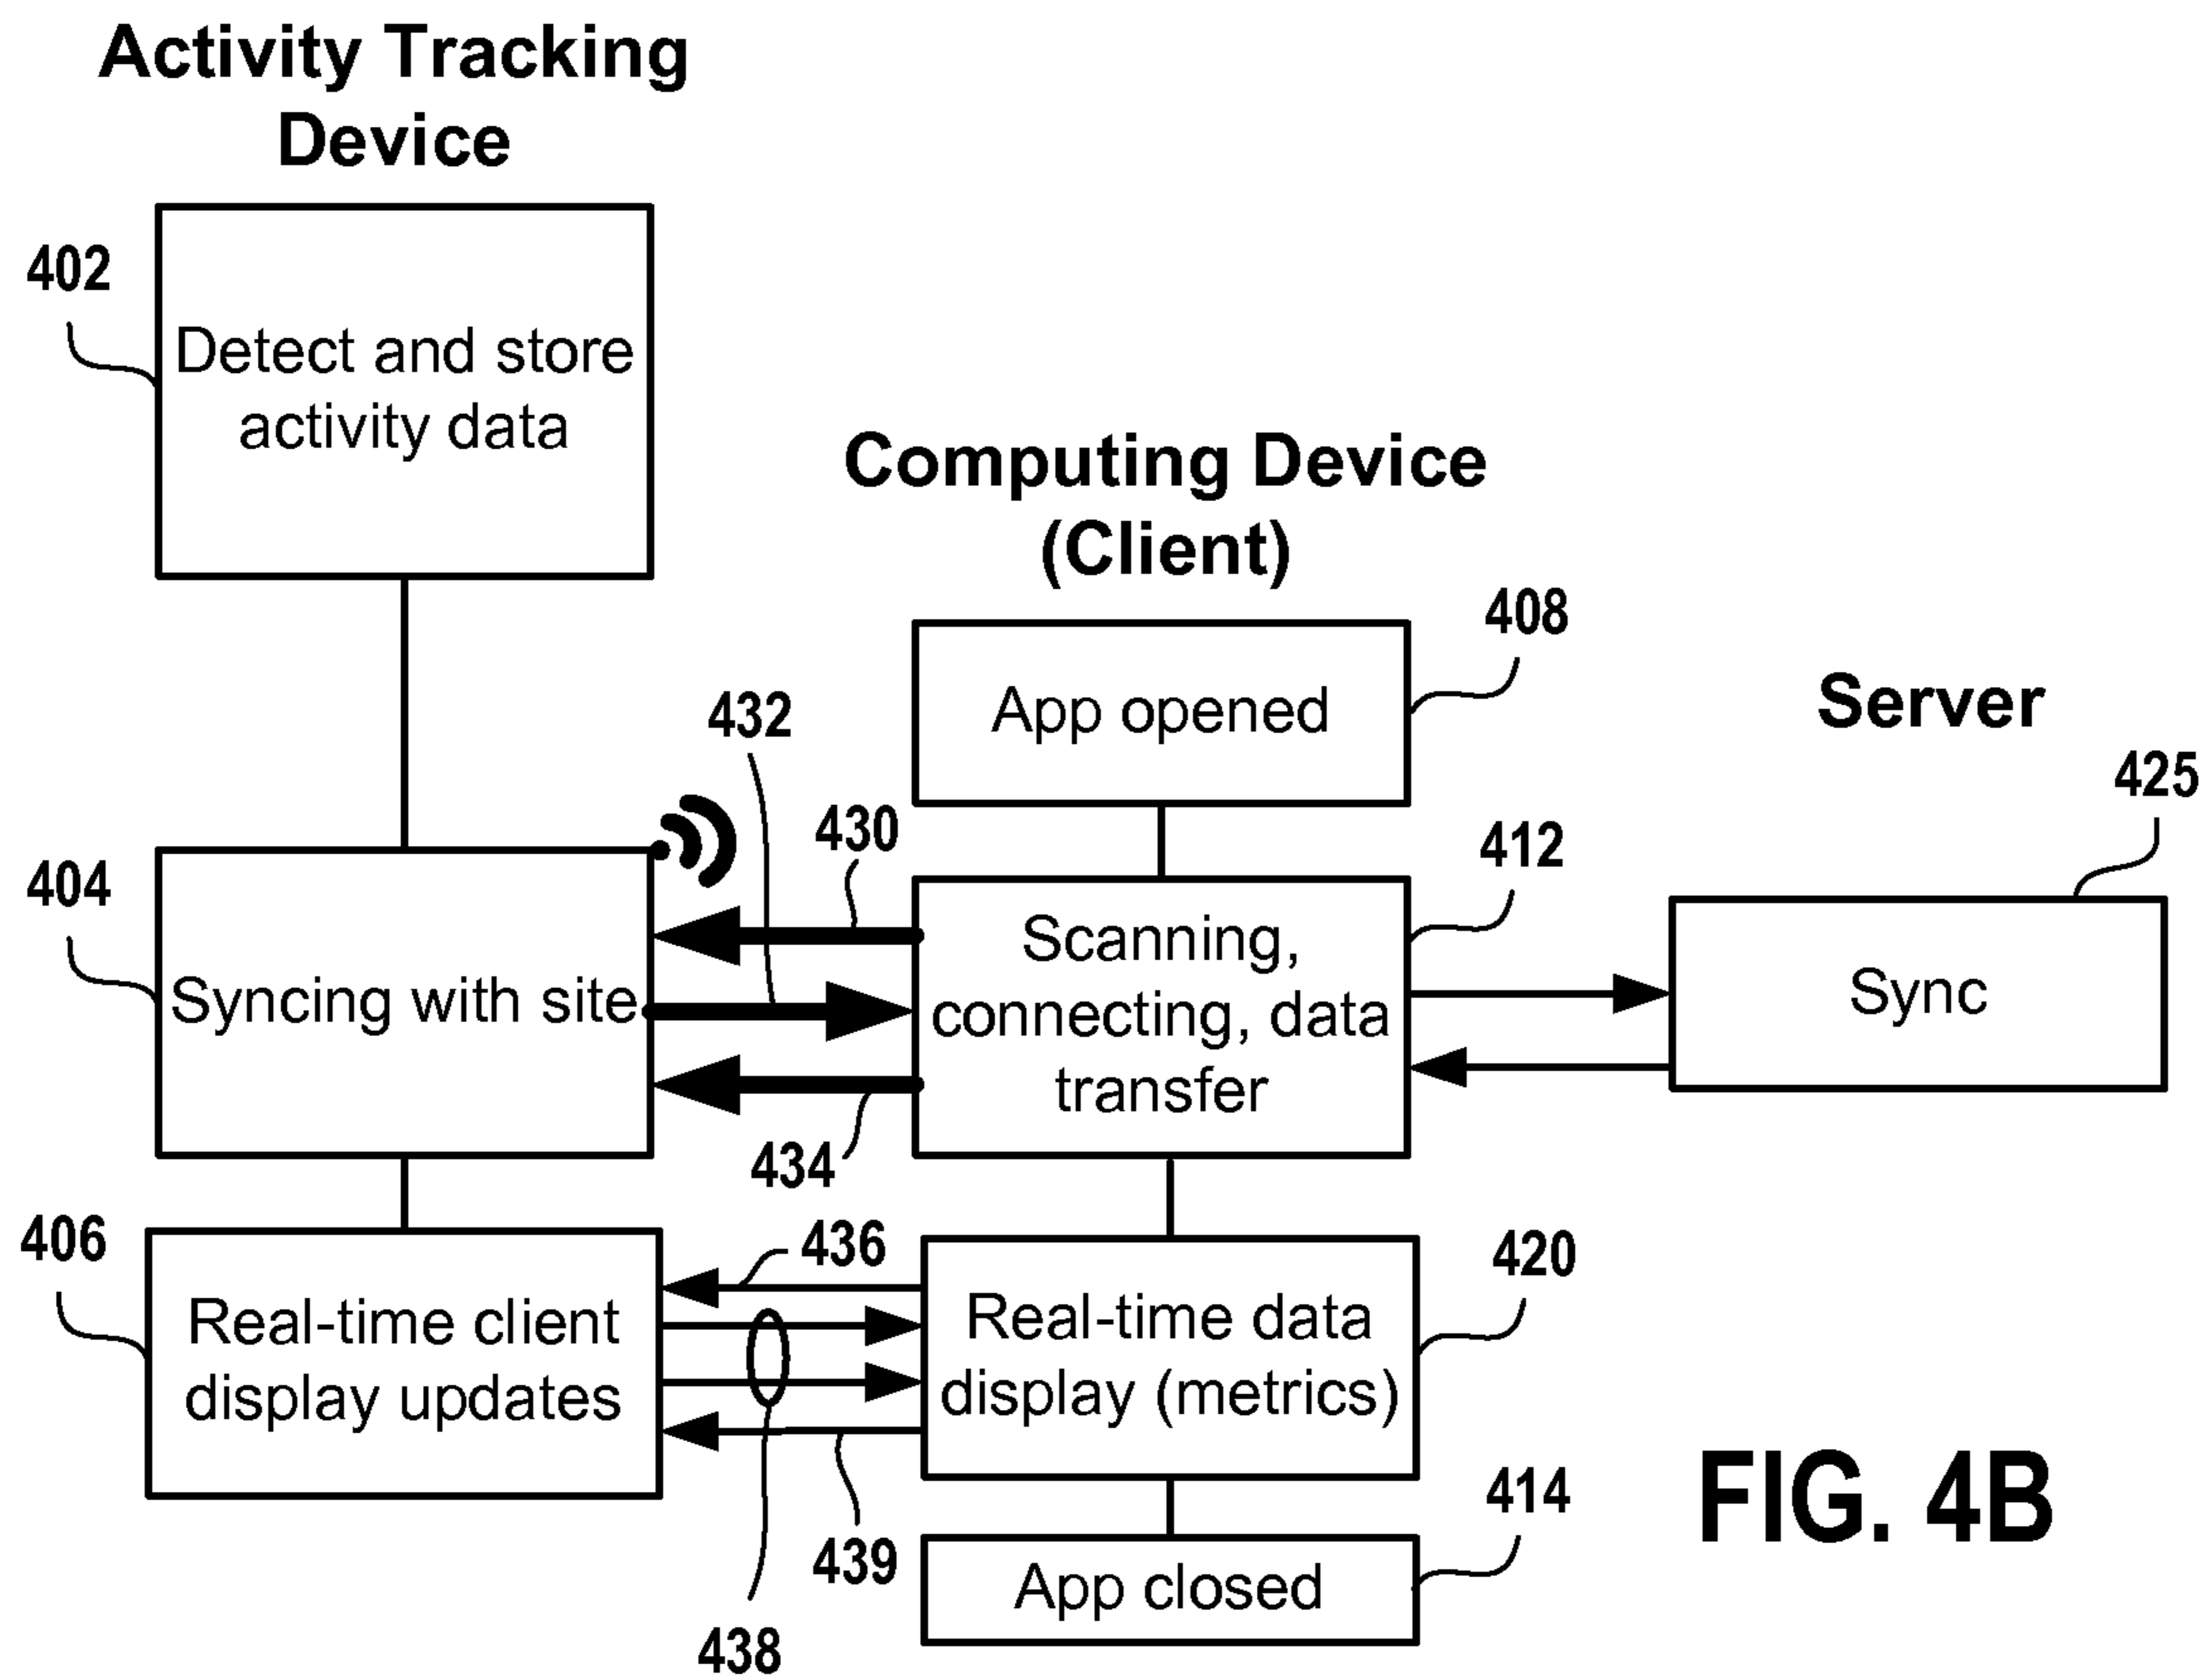 Activity Tracking
Device
402
Detect and store
activity data
Computing Device
(Client)
408
App opened
Server
432
425
430
412
404
Syncing with site
Scanning,
connecting, data
transfer
Sync
434
406
436
420
Real-time client
display updates
Real-time data
display (metrics)
414
439
App closed
438
FIG. 4B